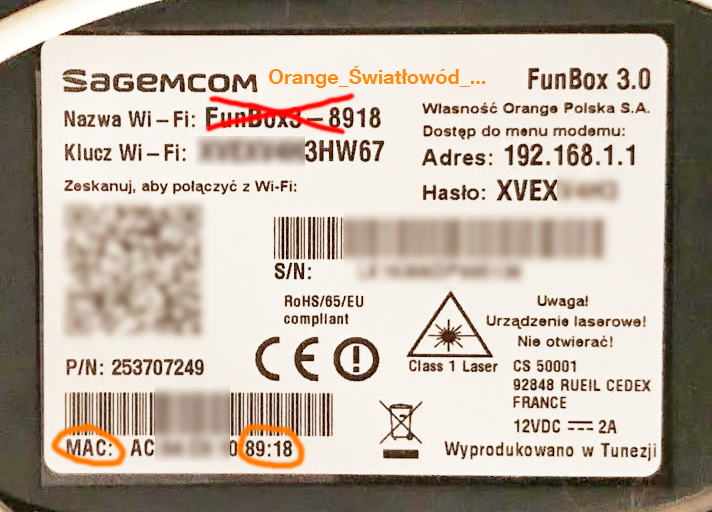 SAGEMCOM Orange_Światłowód_... FunBox 3.0
Nazwa Wi–Fi: FunBox3–8918
Klucz Wi–Fi: 3HW67
Zeskanuj, aby połączyć z Wi-Fi:
Własność Orange Polska S.A.
Dostęp do menu modemu:
Adres: 192.168.1.1
Hasło: XVEX
S/N:
RoHS/65/EU
compliant
Uwaga!
Urządzenie laserowe!
Nie otwierać!
Class 1 Laser
P/N: 253707249
CS 50001
92848 RUEIL CEDEX
FRANCE
12VDC 2A
MAC: AC 0 89:18
Wyprodukowano w Tunezji